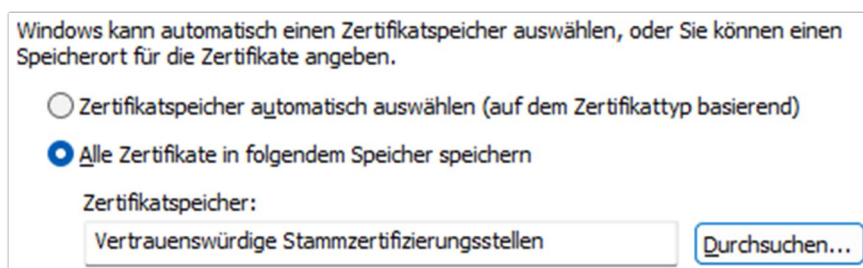 Windows kann automatisch einen Zertifikatspeicher auswählen, oder Sie können einen
Speicherort für die Zertifikate angeben.
Zertifikatspeicher automatisch auswählen (auf dem Zertifikattyp basierend)
Alle Zertifikate in folgendem Speicher speichern
Zertifikatspeicher:
Vertrauenswürdige Stammzertifizierungsstellen
Durchsuchen...